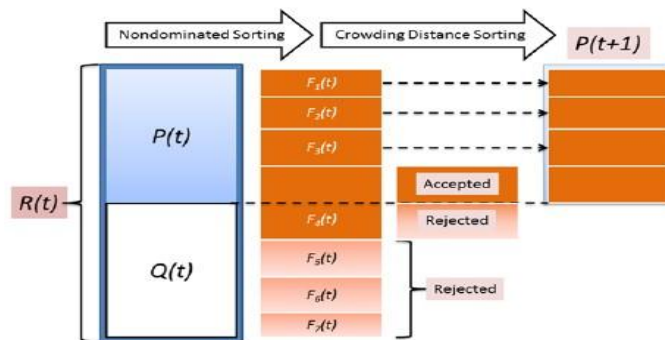 Nondominated Sorting
Crowding Distance Sorting
P(t+1)
F₁(t)
F₂(t)
P(t)
F₃(t)
Accepted
R(t)
F₄(t)
Rejected
Q(t)
F₅(t)
F₆(t)
Rejected
F₇(t)